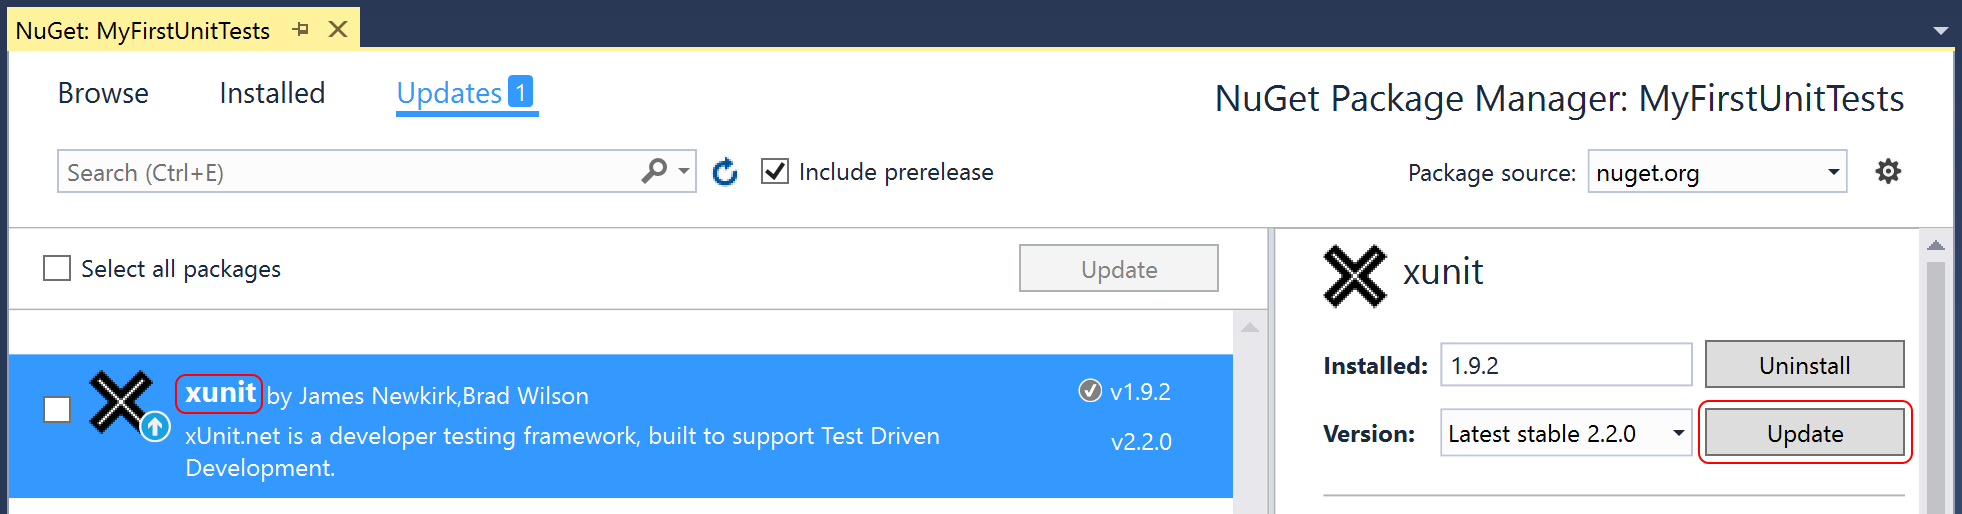 NuGet: MyFirstUnitTests
Browse Installed Updates 1
NuGet Package Manager: MyFirstUnitTests
Search (Ctrl+E)
Include prerelease
Package source: nuget.org
Select all packages
Update
xunit by James Newkirk,Brad Wilson
v1.9.2
xUnit.net is a developer testing framework, built to support Test Driven
Development.
v2.2.0
xunit
Installed: 1.9.2 Uninstall
Version: Latest stable 2.2.0 Update